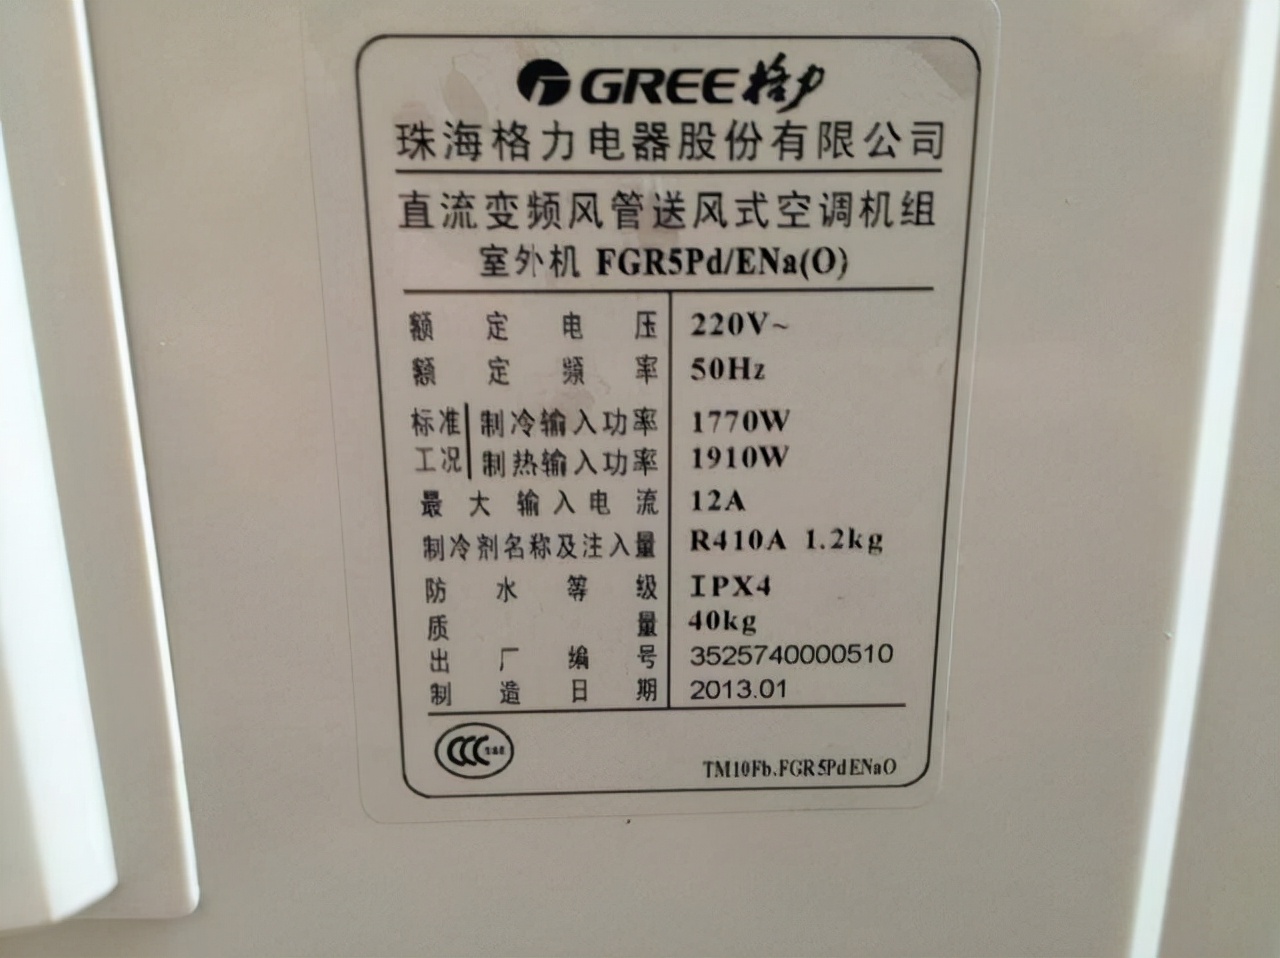 GREE格力
珠海格力电器股份有限公司
直流变频风管送风式空调机组
室外机 FGR5Pd/ENa(O)
额定电压 220V~
额定频率 50Hz
标准工况 制冷输入功率 1770W
制热输入功率 1910W
最大输入电流 12A
制冷剂名称及注入量 R410A 1.2kg
防水等级 IPX4
质量 40kg
出厂编号 3525740000510
制造日期 2013.01
CCC
TM10Fb.FGR5PdENaO